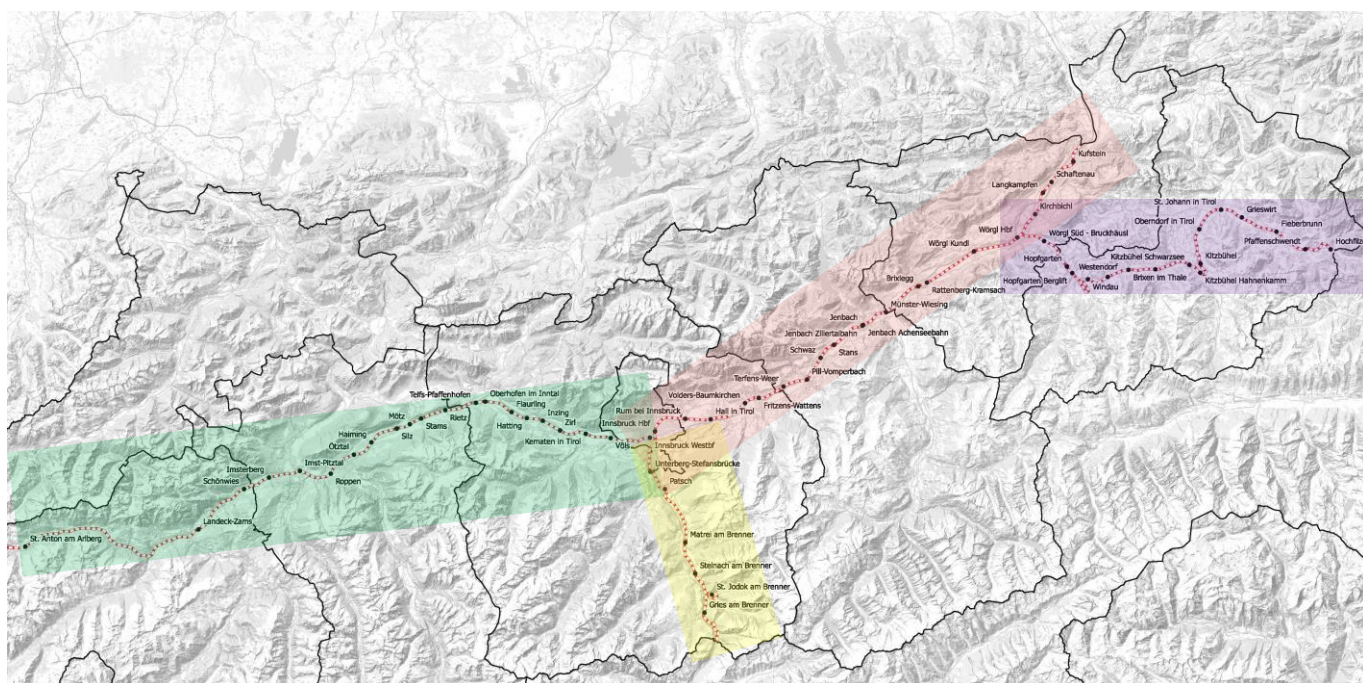 Kufstein
Schaftenau
Langkampfen
Kirchbichl
St. Johann in Tirol
Grieswirt
Oberndorf in Tirol
Fieberbrunn
Wörgl Hbf
Wörgl Süd - Bruckhäusl
Wörgl Kundl
Pfaffenschwendt
Hochfilz
Hopfgarten
Kitzbühel Schwarzsee
Kitzbühel
Westendorf
Hopfgarten Berglift
Brixen im Thale
Kitzbühel Hahnenkamm
Windau
Brixlegg
Rattenberg-Kramsach
Münster-Wiesing
Jenbach
Jenbach Zillertalbahn
Jenbach Achenseebahn
Schwaz
Stans
Pill-Vomperbach
Terfens-Weer
Volders-Baumkirchen
Fritzens-Wattens
Rum bei Innsbruck
Hall in Tirol
Innsbruck Hbf
Innsbruck Westbf
Telfs-Pfaffenhofen
Oberhofen im Inntal
Flaurling
Rietz
Inzing
Mötz
Stams
Hatting
Zirl
Silz
Haiming
Kematen in Tirol
Völs
Ötztal
Imst-Pitztal
Imsterberg
Roppen
Schönwies
Landeck-Zams
St. Anton am Arlberg
Unterberg-Stefansbrücke
Patsch
Matrei am Brenner
Steinach am Brenner
St. Jodok am Brenner
Gries am Brenner